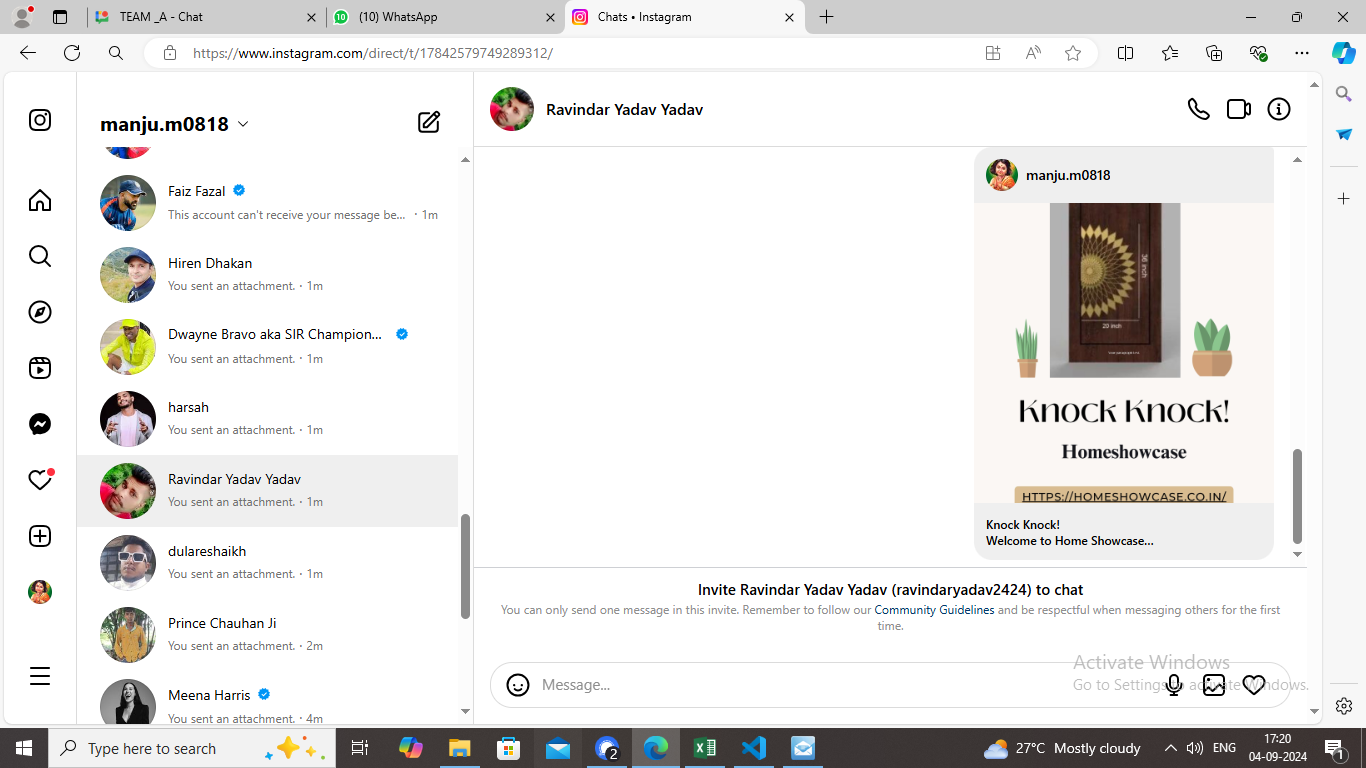 TEAM _A - Chat
(10) WhatsApp
Chats • Instagram
https://www.instagram.com/direct/t/17842579749289312/
manju.m0818
Faiz Fazal
This account can't receive your message be... · 1m
Hiren Dhakan
You sent an attachment. · 1m
Dwayne Bravo aka SIR Champion...
You sent an attachment. · 1m
harsah
You sent an attachment. · 1m
Ravindar Yadav Yadav
You sent an attachment. · 1m
dulareshaikh
You sent an attachment. · 1m
Prince Chauhan Ji
You sent an attachment. · 2m
Meena Harris
You sent an attachment. · 4m
Ravindar Yadav Yadav
manju.m0818
36 inch
20 inch
Knock Knock!
Homeshowcase
HTTPS://HOMESHOWCASE.CO.IN/
Knock Knock!
Welcome to Home Showcase...
Invite Ravindar Yadav Yadav (ravindaryadav2424) to chat
You can only send one message in this invite. Remember to follow our Community Guidelines and be respectful when messaging others for the first
time.
Message...
Activate Windows
Go to Settings to activate Windows.
Type here to search
2
27°C Mostly cloudy
ENG
17:20
04-09-2024
1